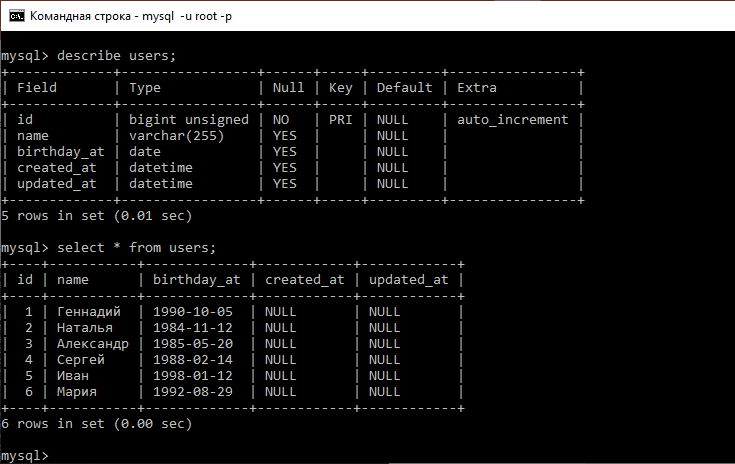 Командная строка - mysql -u root -p
mysql> describe users;
+-------------+-----------------+------+-----+---------+----------------+
| Field       | Type            | Null | Key | Default | Extra          |
+-------------+-----------------+------+-----+---------+----------------+
| id          | bigint unsigned | NO   | PRI | NULL    | auto_increment |
| name        | varchar(255)    | YES  |     | NULL    |                |
| birthday_at | date            | YES  |     | NULL    |                |
| created_at  | datetime        | YES  |     | NULL    |                |
| updated_at  | datetime        | YES  |     | NULL    |                |
+-------------+-----------------+------+-----+---------+----------------+
5 rows in set (0.01 sec)
mysql> select * from users;
+----+-----------+-------------+------------+------------+
| id | name      | birthday_at | created_at | updated_at |
+----+-----------+-------------+------------+------------+
|  1 | Геннадий  | 1990-10-05  | NULL       | NULL       |
|  2 | Наталья   | 1984-11-12  | NULL       | NULL       |
|  3 | Александр | 1985-05-20  | NULL       | NULL       |
|  4 | Сергей    | 1988-02-14  | NULL       | NULL       |
|  5 | Иван      | 1998-01-12  | NULL       | NULL       |
|  6 | Мария     | 1992-08-29  | NULL       | NULL       |
+----+-----------+-------------+------------+------------+
6 rows in set (0.00 sec)
mysql>